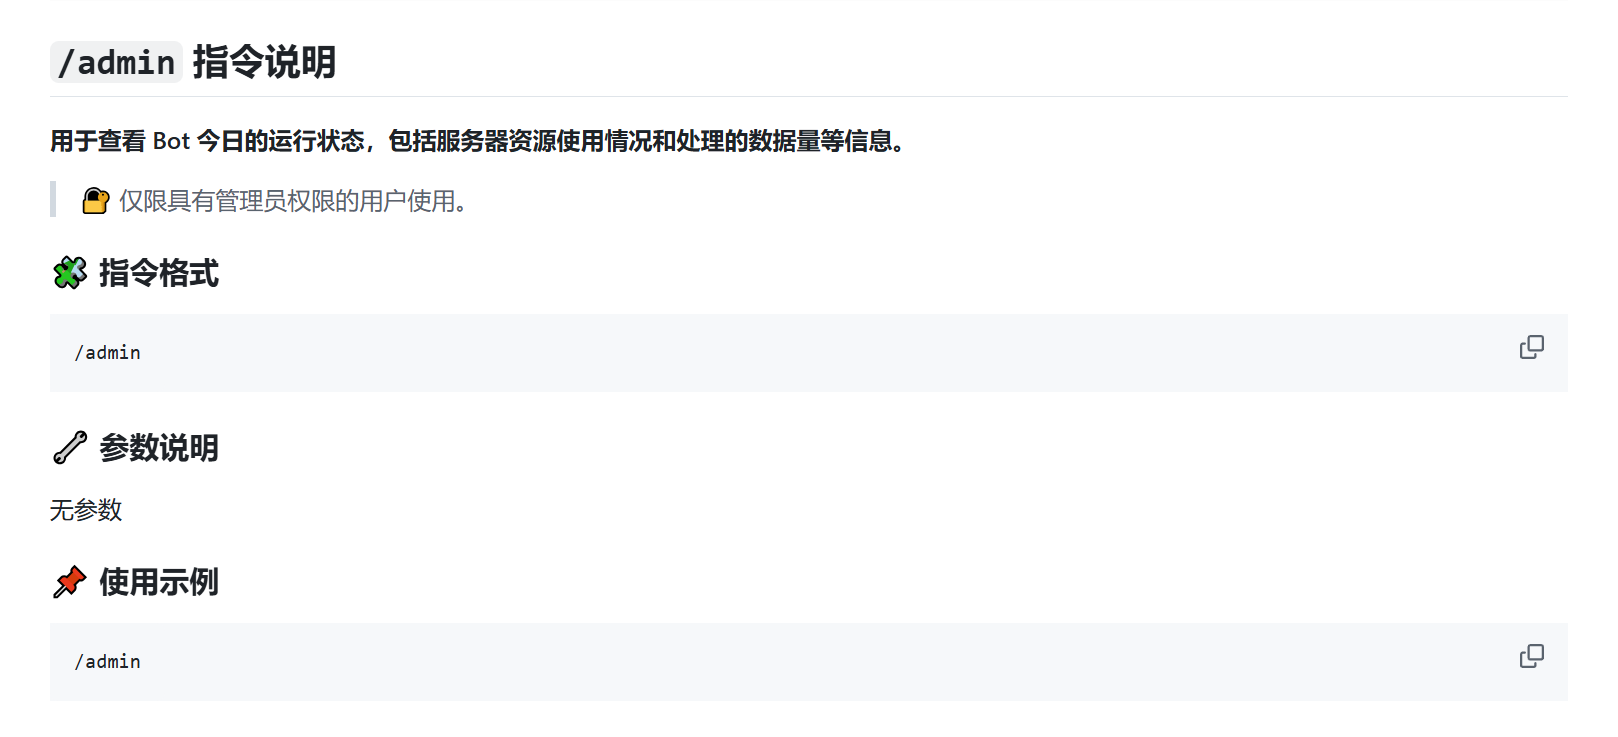 /admin 指令说明
用于查看 Bot 今日的运行状态，包括服务器资源使用情况和处理的数据量等信息。
🔐 仅限具有管理员权限的用户使用。
🧩 指令格式
/admin
🔧 参数说明
无参数
📌 使用示例
/admin